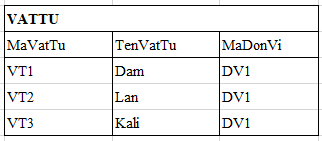 VATTU
MaVatTu TenVatTu MaDonVi
VT1 Dam DV1
VT2 Lan DV1
VT3 Kali DV1